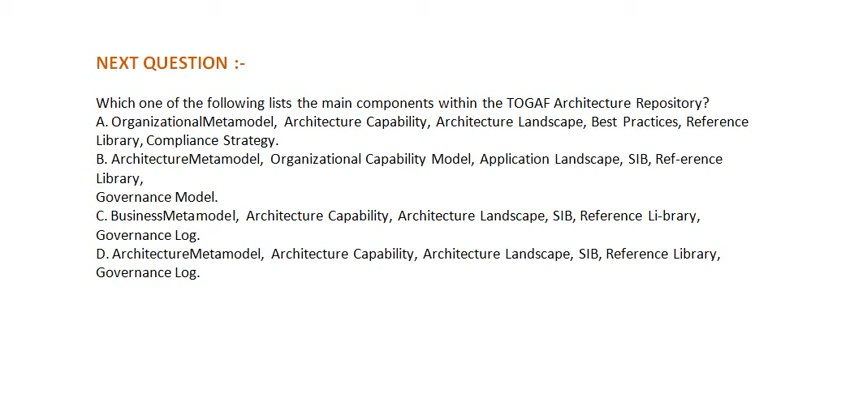 NEXT QUESTION :-
Which one of the following lists the main components within the TOGAF Architecture Repository?
A. OrganizationalMetamodel, Architecture Capability, Architecture Landscape, Best Practices, Reference
Library, Compliance Strategy.
B. ArchitectureMetamodel, Organizational Capability Model, Application Landscape, SIB, Ref-erence
Library,
Governance Model.
C. BusinessMetamodel, Architecture Capability, Architecture Landscape, SIB, Reference Li-brary,
Governance Log.
D. ArchitectureMetamodel, Architecture Capability, Architecture Landscape, SIB, Reference Library,
Governance Log.